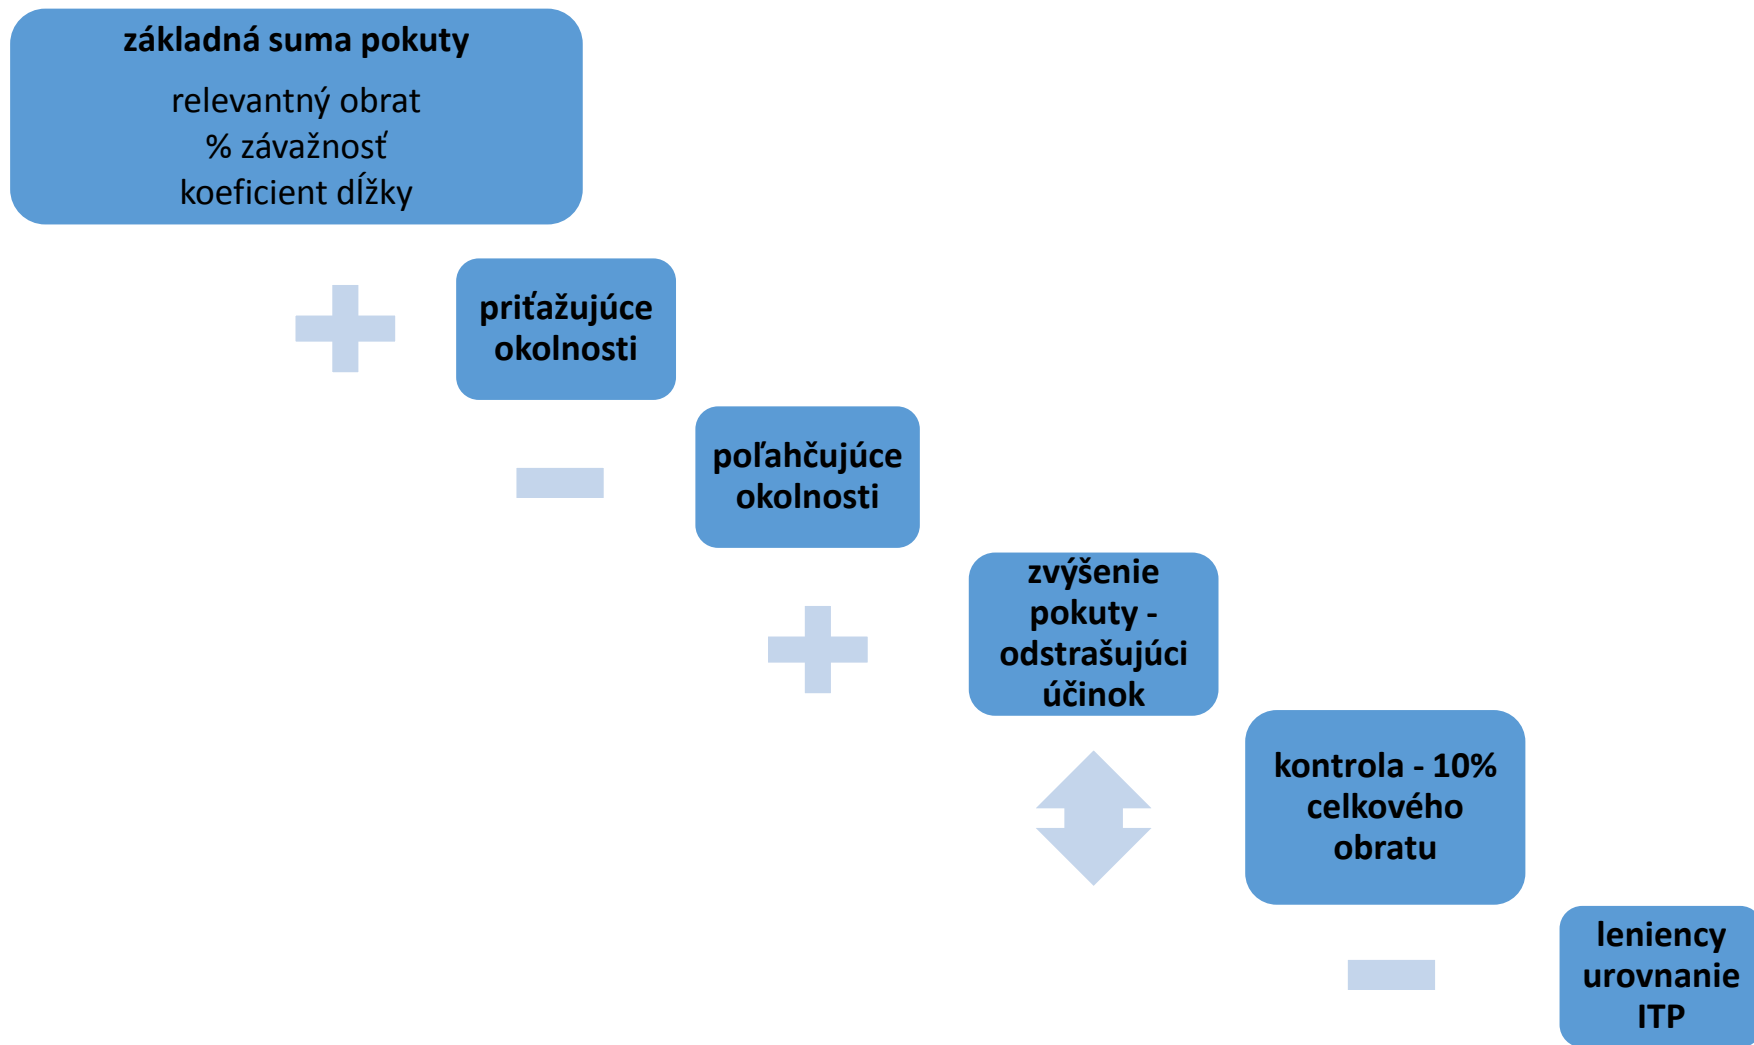 základná suma pokuty
relevantný obrat
% závažnosť
koeficient dĺžky
priťažujúce
okolnosti
poľahčujúce
okolnosti
zvýšenie
pokuty -
odstrašujúci
účinok
kontrola - 10%
celkového
obratu
leniency
urovnanie
ITP